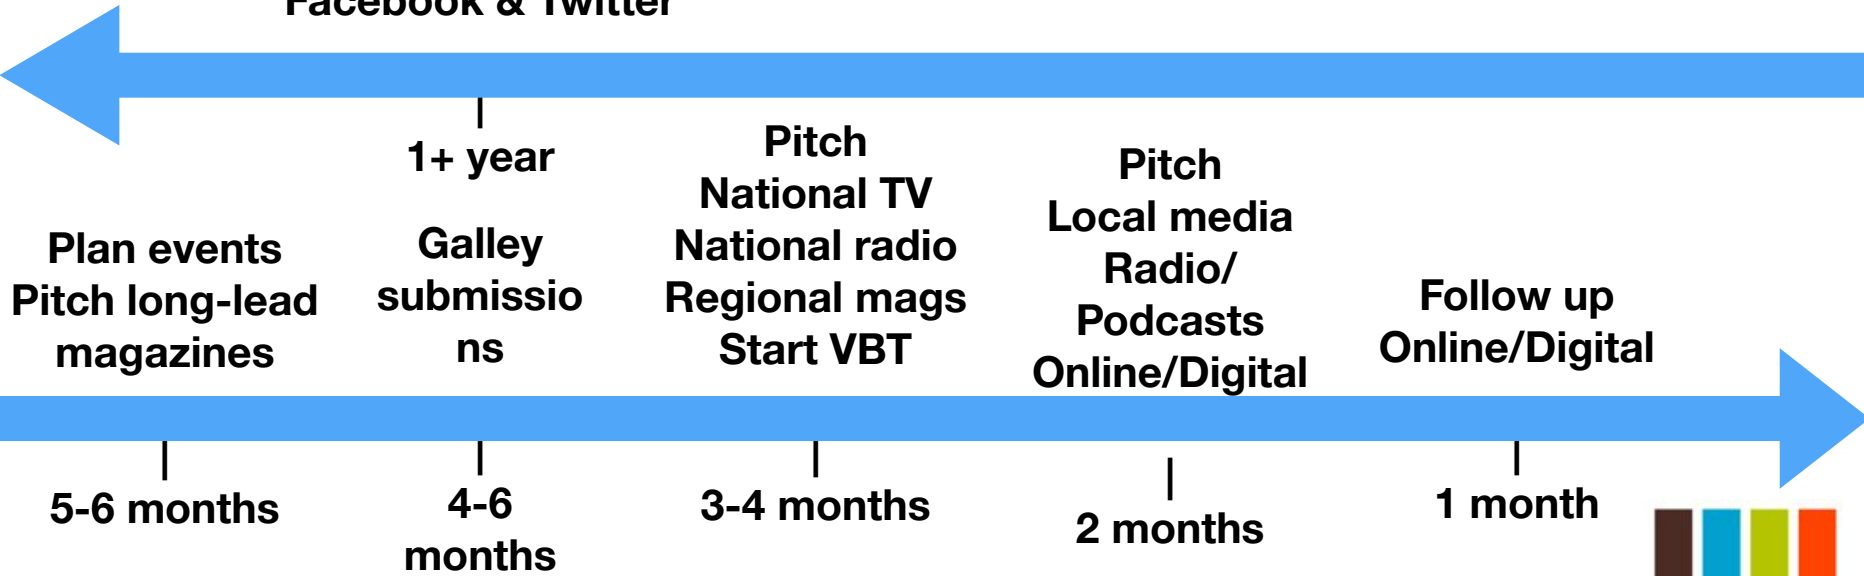 Facebook & Twitter
1+ year
Plan events
Pitch long-lead
magazines
Galley
submissio
ns
Pitch
National TV
National radio
Regional mags
Start VBT
Pitch
Local media
Radio/
Podcasts
Online/Digital
Follow up
Online/Digital
5-6 months
4-6
months
3-4 months
2 months
1 month